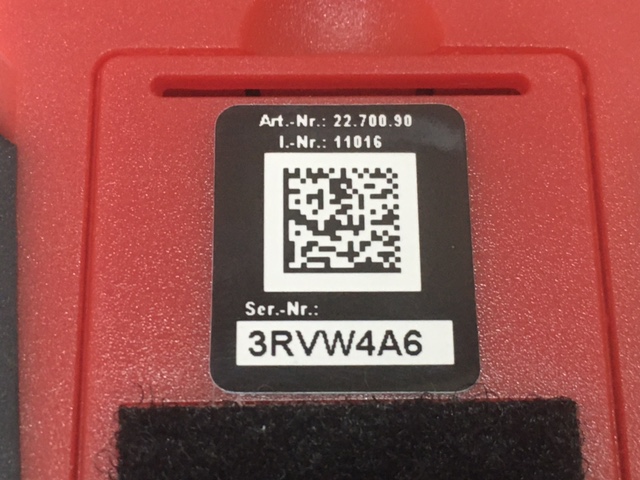 Art.-Nr.: 22.700.90
I.-Nr.: 11016
Ser.-Nr.:
3RVW4A6